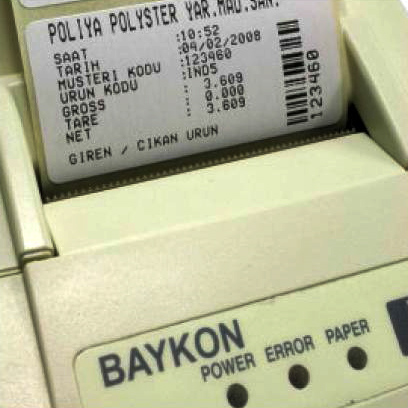 POLIYA POLYSTER YAR.MAD.SAN.
SAAT :10:52
TARIH :04/02/2008
MUSTERI KODU :123460
URUN KODU :IND5
GROSS : 3.609
TARE : 0.000
NET : 3.609
GIREN / CIKAN URUN
123460
BAYKON
POWER ERROR PAPER